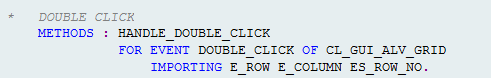 *   DOUBLE CLICK
METHODS : HANDLE_DOUBLE_CLICK
FOR EVENT DOUBLE_CLICK OF CL_GUI_ALV_GRID
IMPORTING E_ROW E_COLUMN ES_ROW_NO.